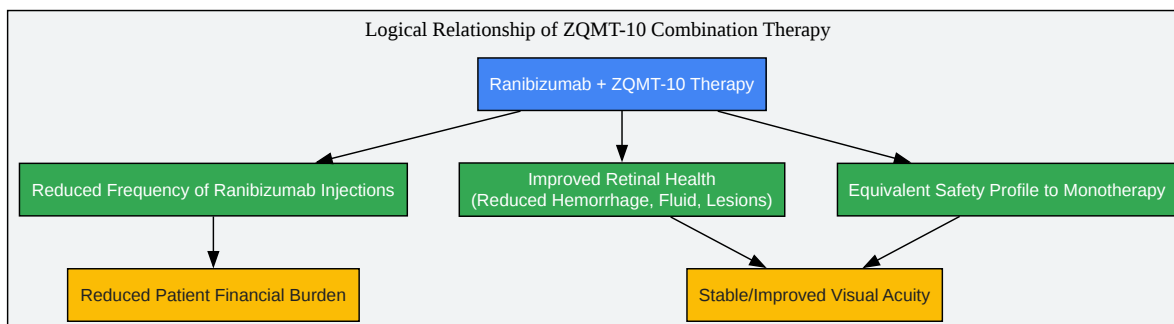 Logical Relationship of ZQMT-10 Combination Therapy
Ranibizumab + ZQMT-10 Therapy
Reduced Frequency of Ranibizumab Injections
Improved Retinal Health
(Reduced Hemorrhage, Fluid, Lesions)
Equivalent Safety Profile to Monotherapy
Reduced Patient Financial Burden
Stable/Improved Visual Acuity